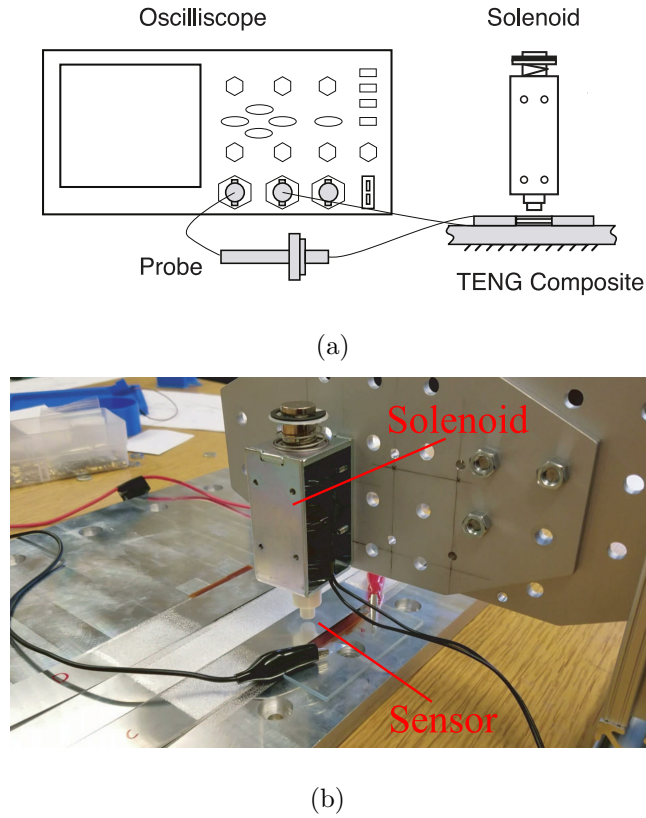 Oscilliscope
Solenoid
Probe
TENG Composite
(a)
Solenoid
Sensor
(b)